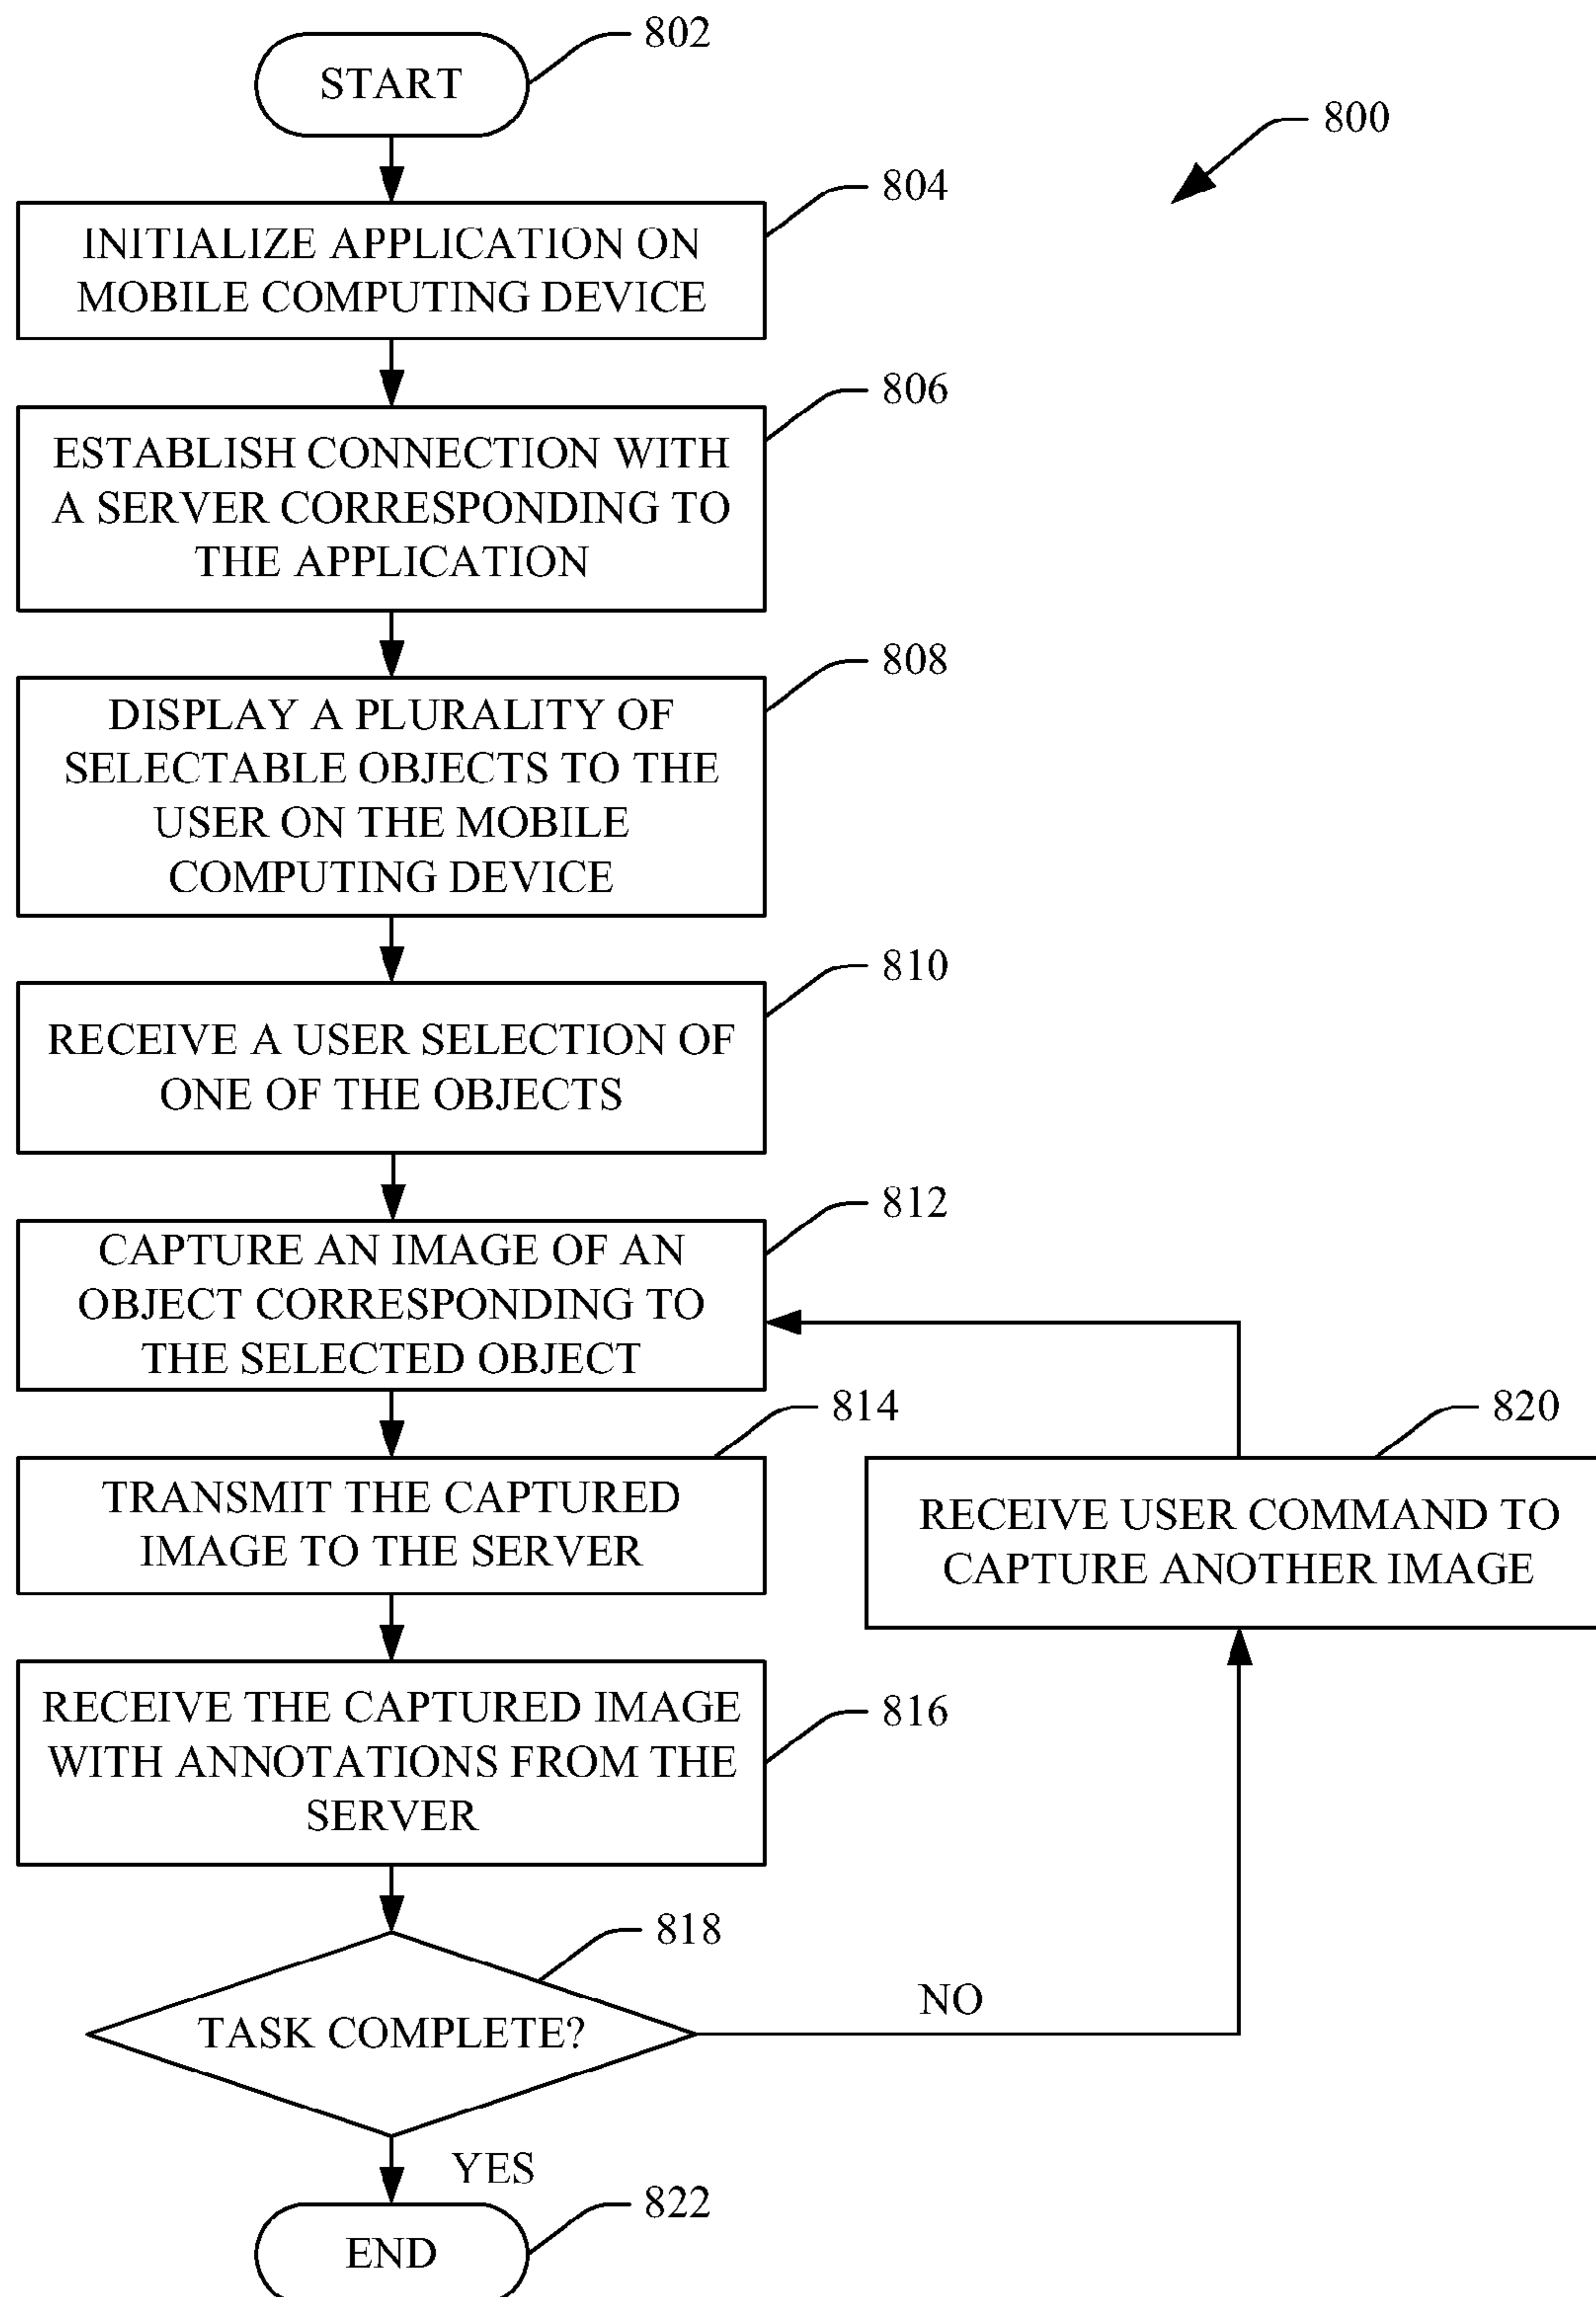 802
START
800
804
INITIALIZE APPLICATION ON
MOBILE COMPUTING DEVICE
806
ESTABLISH CONNECTION WITH
A SERVER CORRESPONDING TO
THE APPLICATION
808
DISPLAY A PLURALITY OF
SELECTABLE OBJECTS TO THE
USER ON THE MOBILE
COMPUTING DEVICE
810
RECEIVE A USER SELECTION OF
ONE OF THE OBJECTS
812
CAPTURE AN IMAGE OF AN
OBJECT CORRESPONDING TO
THE SELECTED OBJECT
814
TRANSMIT THE CAPTURED
IMAGE TO THE SERVER
820
RECEIVE USER COMMAND TO
CAPTURE ANOTHER IMAGE
816
RECEIVE THE CAPTURED IMAGE
WITH ANNOTATIONS FROM THE
SERVER
818
TASK COMPLETE?
NO
YES
822
END